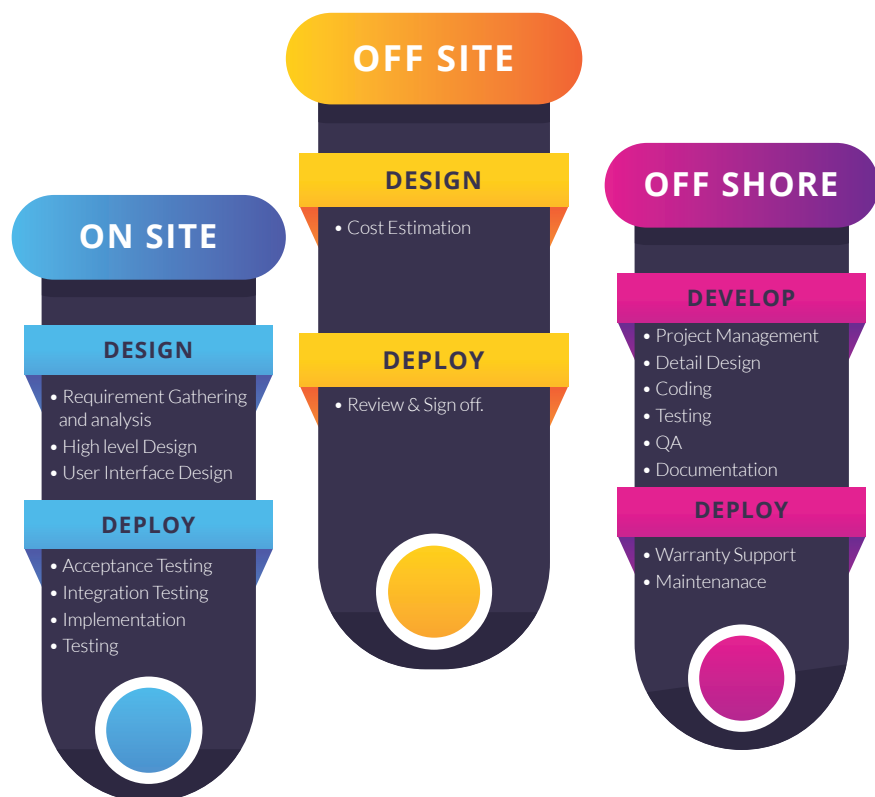 ON SITE
DESIGN
• Requirement Gathering
and analysis
• High level Design
• User Interface Design
DEPLOY
• Acceptance Testing
• Integration Testing
• Implementation
• Testing
OFF SITE
DESIGN
• Cost Estimation
DEPLOY
• Review & Sign off.
OFF SHORE
DEVELOP
• Project Management
• Detail Design
• Coding
• Testing
• QA
• Documentation
DEPLOY
• Warranty Support
• Maintenanace